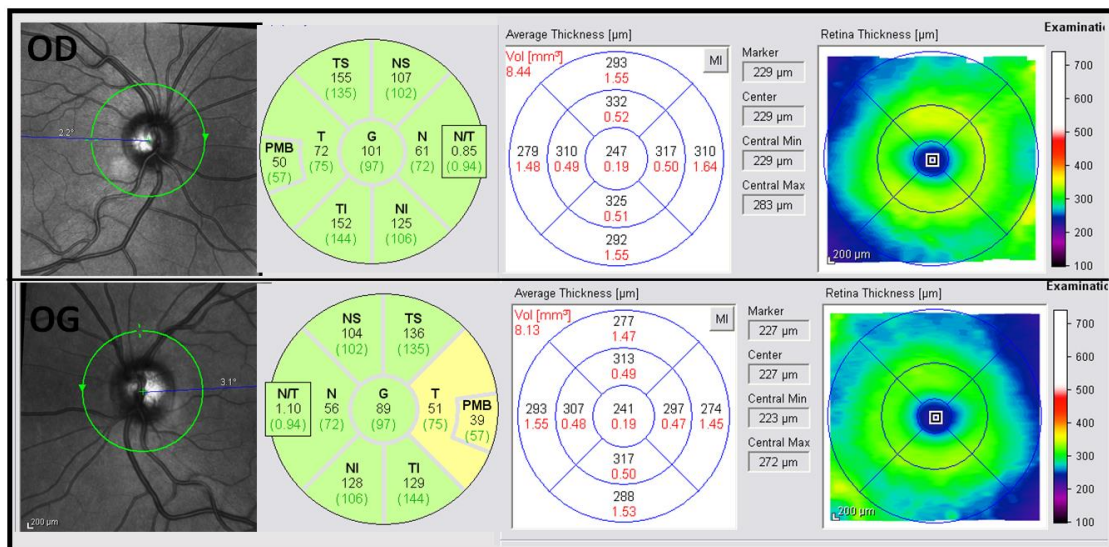 OD
2.2°
TS
155
(135)
NS
107
(102)
T
72
(75)
G
101
(97)
N
61
(72)
N/T
0.85
(0.94)
PMB
50
(57)
TI
152
(144)
NI
125
(106)
Average Thickness [µm]
Vol [mm³]
8.44
MI
293
1.55
332
0.52
279
1.48
310
0.49
247
0.19
317
0.50
310
1.64
325
0.51
292
1.55
Marker
229 µm
Center
229 µm
Central Min
229 µm
Central Max
283 µm
Retina Thickness [µm]
200 µm
700
600
500
400
300
200
100
OG
3.1°
200 µm
NS
104
(102)
TS
136
(135)
N/T
1.10
(0.94)
N
56
(72)
G
89
(97)
T
51
(75)
PMB
39
(57)
NI
128
(106)
TI
129
(144)
Average Thickness [µm]
Vol [mm³]
8.13
MI
277
1.47
313
0.49
293
1.55
307
0.48
241
0.19
297
0.47
274
1.45
317
0.50
288
1.53
Marker
227 µm
Center
227 µm
Central Min
223 µm
Central Max
272 µm
Retina Thickness [µm]
200 µm
700
600
500
400
300
200
100